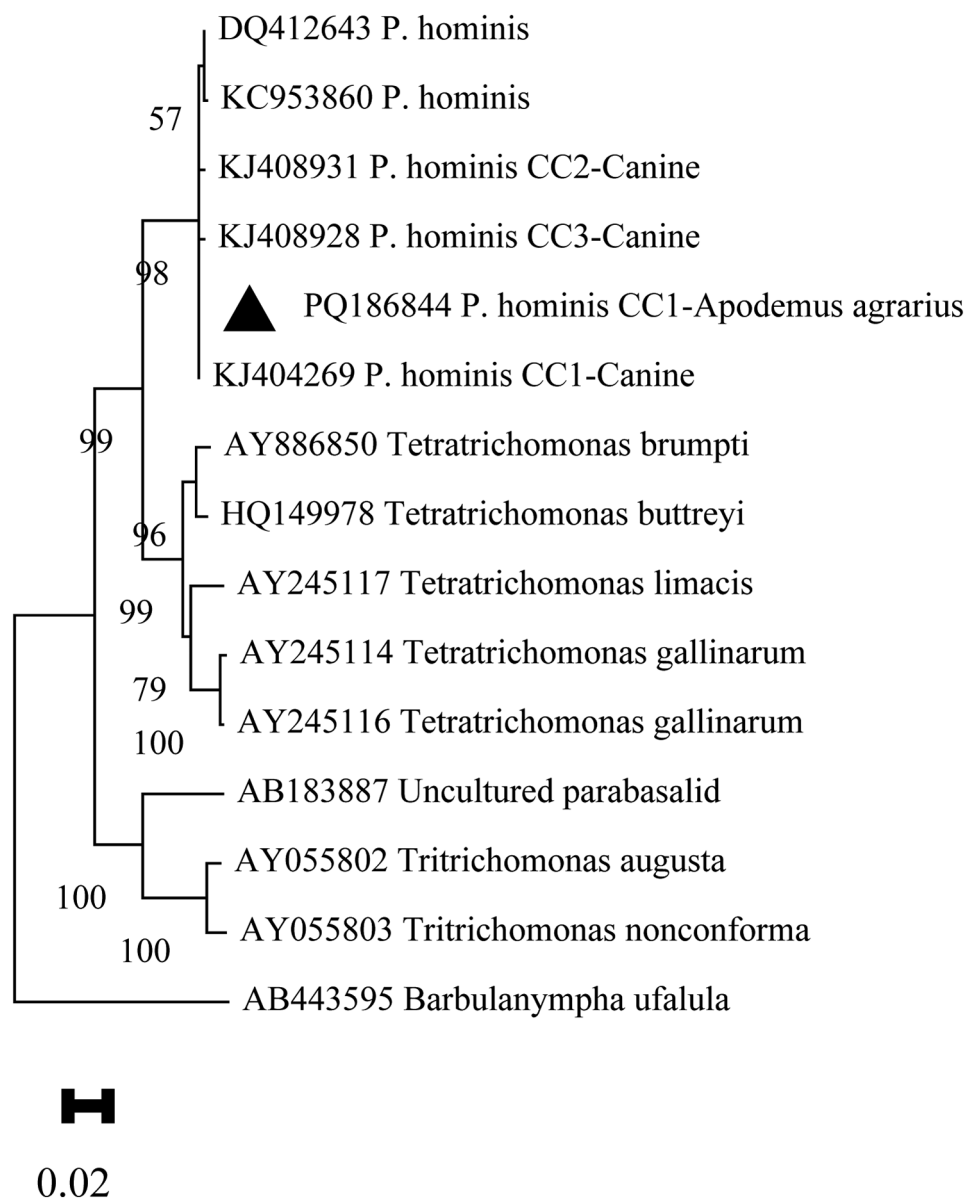 DQ412643 P. hominis
57
KC953860 P. hominis
KJ408931 P. hominis CC2-Canine
KJ408928 P. hominis CC3-Canine
98
PQ186844 P. hominis CC1-Apodemus agrarius
KJ404269 P. hominis CC1-Canine
99
AY886850 Tetratrichomonas brumpti
96
HQ149978 Tetratrichomonas buttreyi
AY245117 Tetratrichomonas limacis
99
AY245114 Tetratrichomonas gallinarum
79
AY245116 Tetratrichomonas gallinarum
100
AB183887 Uncultured parabasalid
AY055802 Tritrichomonas augusta
100
AY055803 Tritrichomonas nonconforma
100
AB443595 Barbulanympha ufalula
0.02